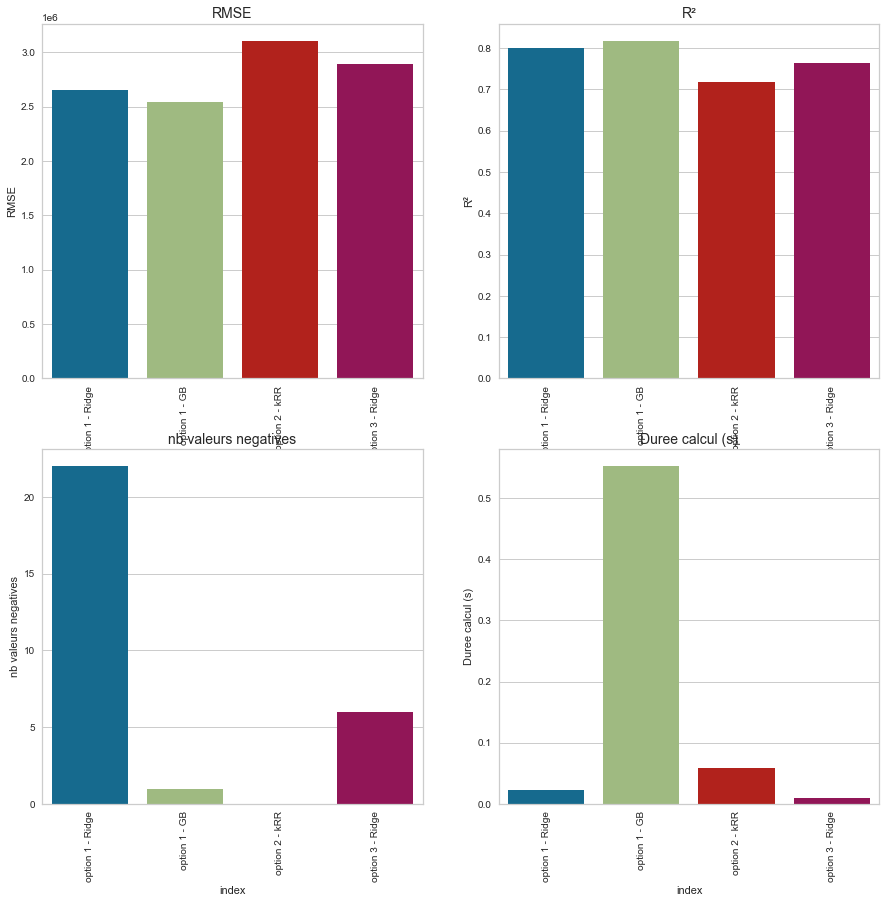 RMSE
1e6
3.0
2.5
2.0
1.5
1.0
0.5
0.0
RMSE
ption 1 - Ridge
option 1 - GB
option 2 - kRR
ption 3 - Ridge
R²
0.8
0.7
0.6
0.5
0.4
0.3
0.2
0.1
0.0
R²
ption 1 - Ridge
option 1 - GB
option 2 - kRR
ption 3 - Ridge
nb valeurs negatives
20
15
10
5
0
nb valeurs negatives
option 1 - Ridge
option 1 - GB
option 2 - kRR
option 3 - Ridge
index
Duree calcul (s)
0.5
0.4
0.3
0.2
0.1
0.0
Duree calcul (s)
option 1 - Ridge
option 1 - GB
option 2 - kRR
option 3 - Ridge
index